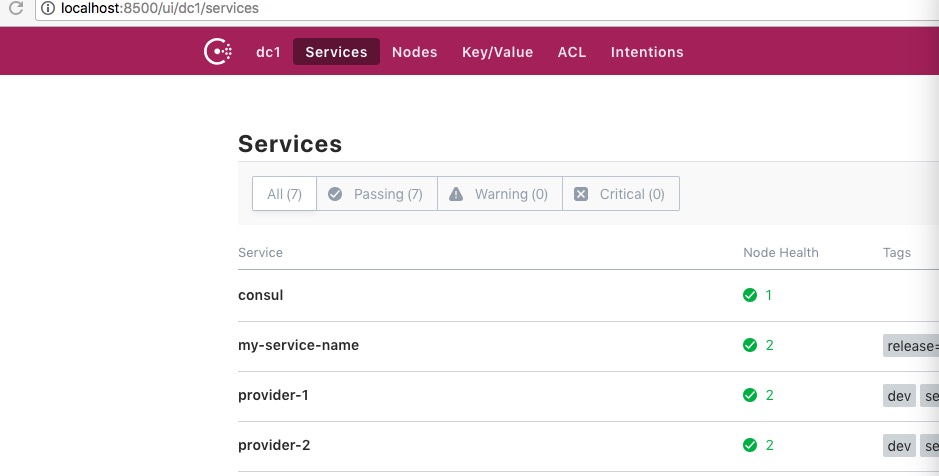 localhost:8500/ui/dc1/services
dc1 Services Nodes Key/Value ACL Intentions
Services
All (7) Passing (7) Warning (0) Critical (0)
Service Node Health Tags
consul 1
my-service-name 2 release=
provider-1 2 dev se
provider-2 2 dev se